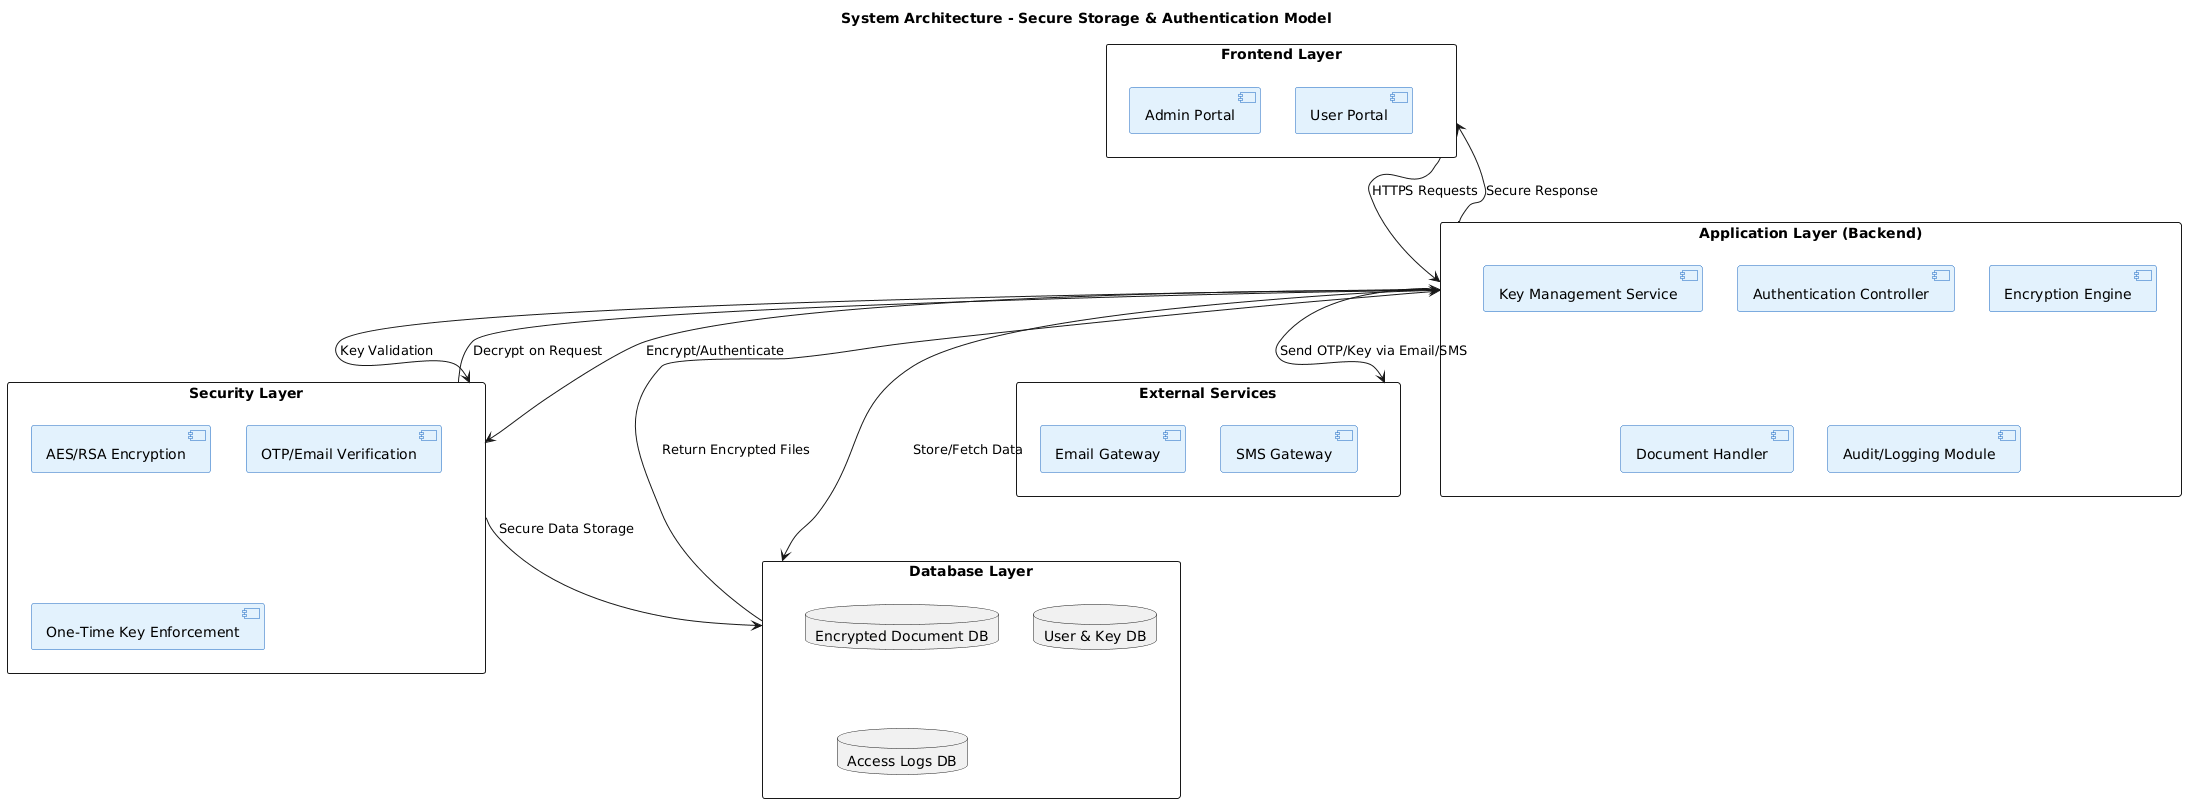 System Architecture - Secure Storage & Authentication Model
Frontend Layer
Admin Portal
User Portal
HTTPS Requests
Secure Response
Application Layer (Backend)
Key Management Service
Authentication Controller
Encryption Engine
Document Handler
Audit/Logging Module
Key Validation
Decrypt on Request
Encrypt/Authenticate
Send OTP/Key via Email/SMS
Security Layer
AES/RSA Encryption
OTP/Email Verification
One-Time Key Enforcement
External Services
Email Gateway
SMS Gateway
Return Encrypted Files
Store/Fetch Data
Secure Data Storage
Database Layer
Encrypted Document DB
User & Key DB
Access Logs DB